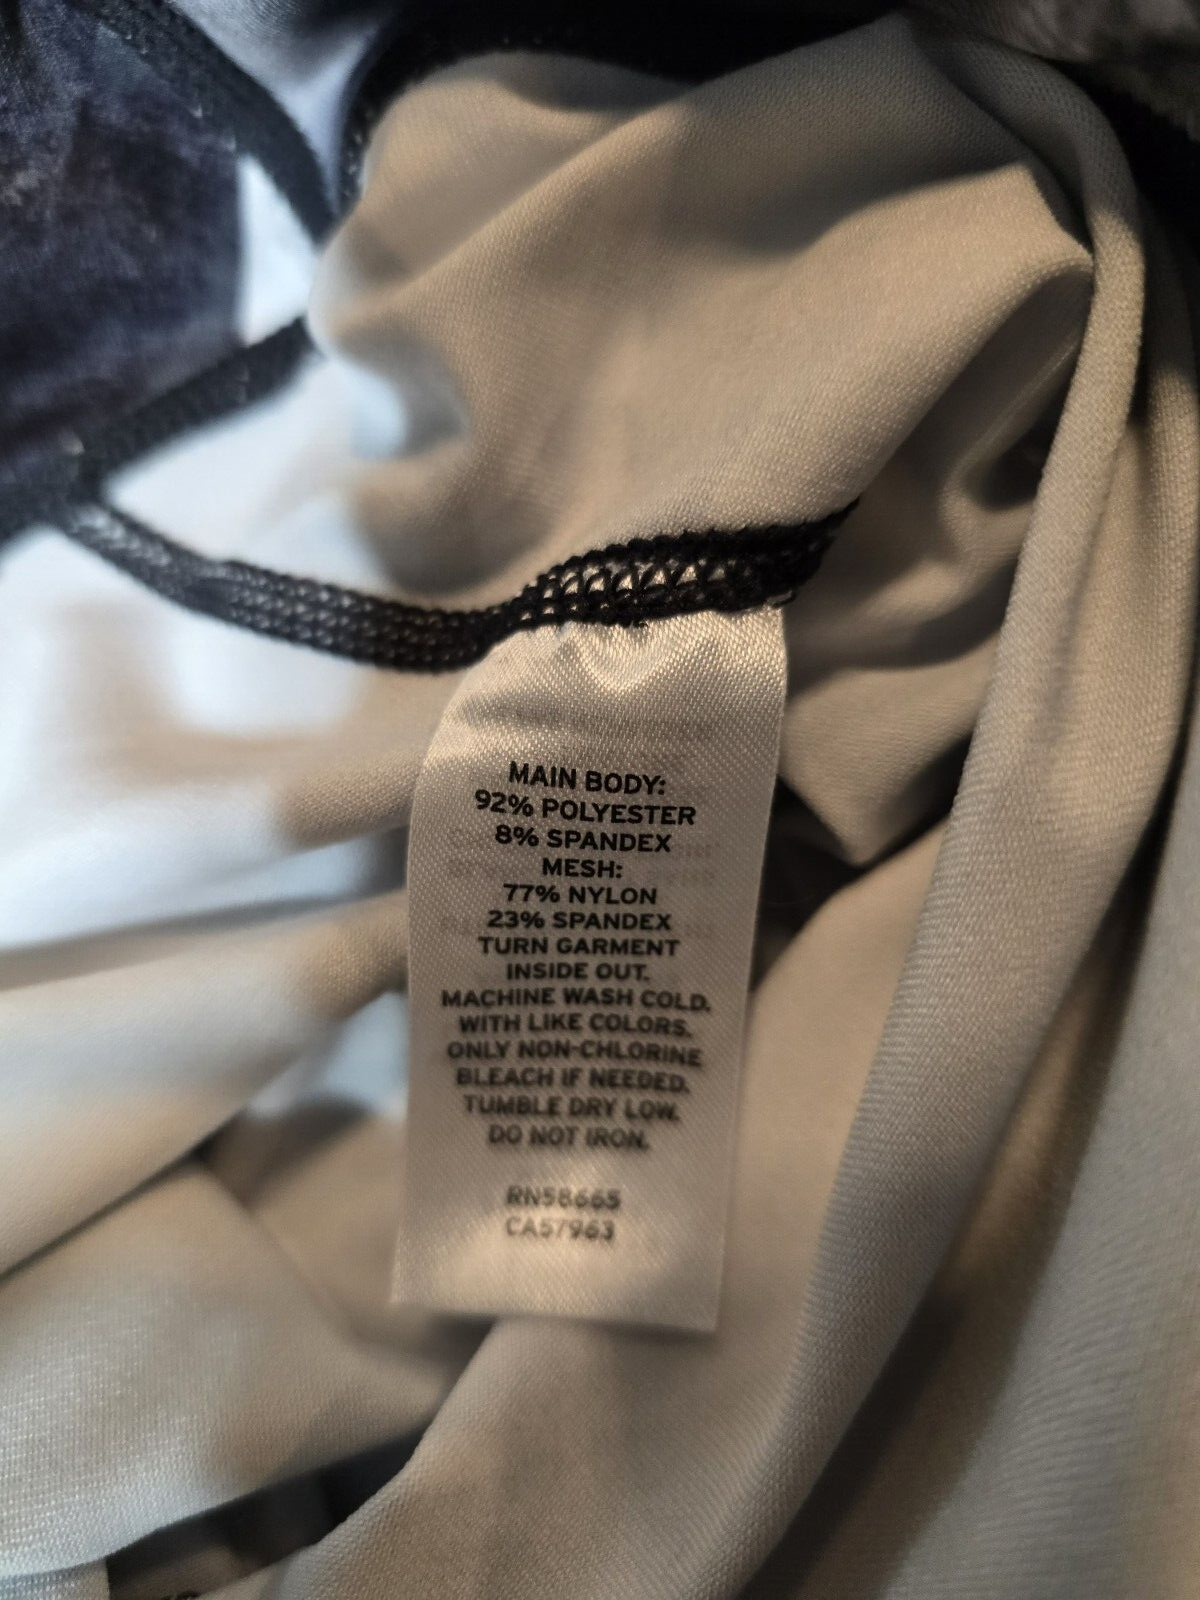 MAIN BODY:
92% POLYESTER
8% SPANDEX
MESH:
77% NYLON
23% SPANDEX
TURN GARMENT
INSIDE OUT.
MACHINE WASH COLD.
WITH LIKE COLORS.
ONLY NON-CHLORINE
BLEACH IF NEEDED.
TUMBLE DRY LOW.
DO NOT IRON.
RN58665
CA57963